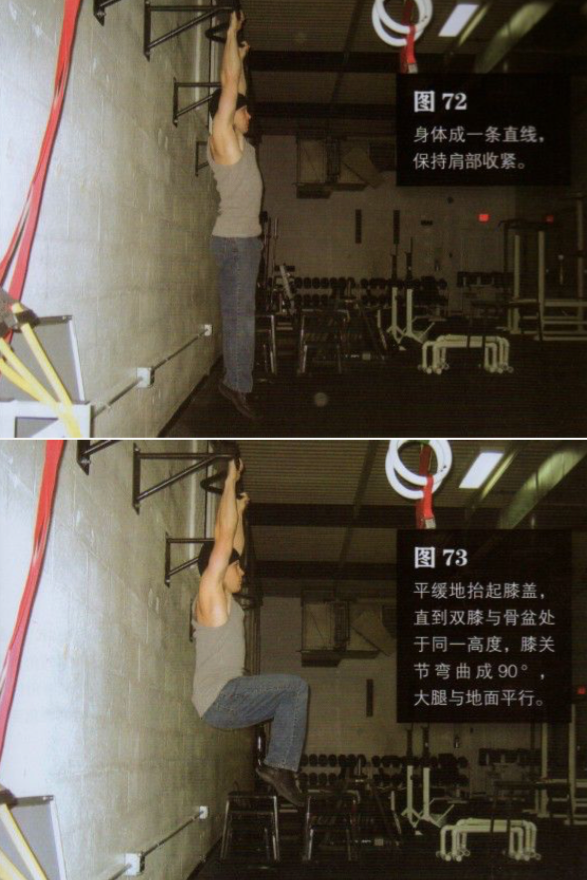 图 72
身体成一条直线，
保持肩部收紧。
图 73
平缓地抬起膝盖，
直到双膝与骨盆处
于同一高度，膝关
节弯曲成90°，
大腿与地面平行。